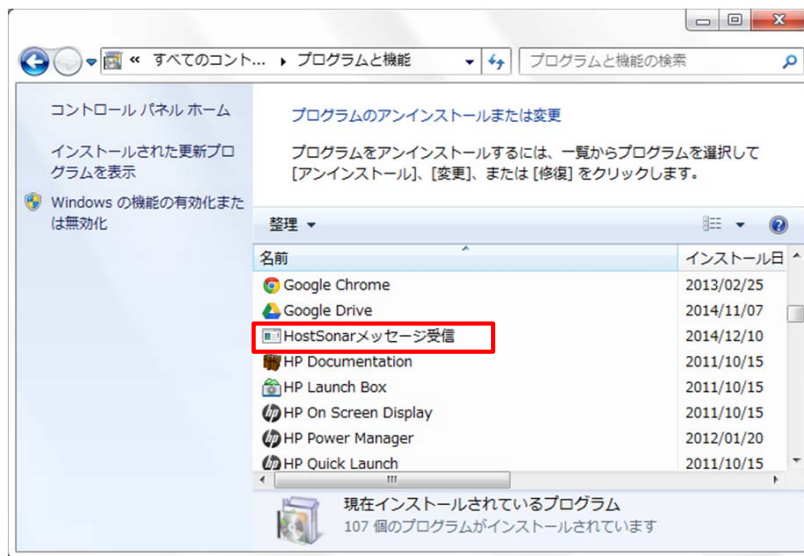 « すべてのコント... ▸ プログラムと機能
プログラムと機能の検索
コントロール パネル ホーム
インストールされた更新プロ
グラムを表示
Windows の機能の有効化また
は無効化
プログラムのアンインストールまたは変更
プログラムをアンインストールするには、一覧からプログラムを選択して
[アンインストール]、[変更]、または [修復] をクリックします。
整理 ▼
名前 インストール日
Google Chrome 2013/02/25
Google Drive 2014/11/07
HostSonarメッセージ受信 2014/12/10
HP Documentation 2011/10/15
HP Launch Box 2011/10/15
HP On Screen Display 2011/10/15
HP Power Manager 2012/01/20
HP Quick Launch 2011/10/15
現在インストールされているプログラム
107 個のプログラムがインストールされています